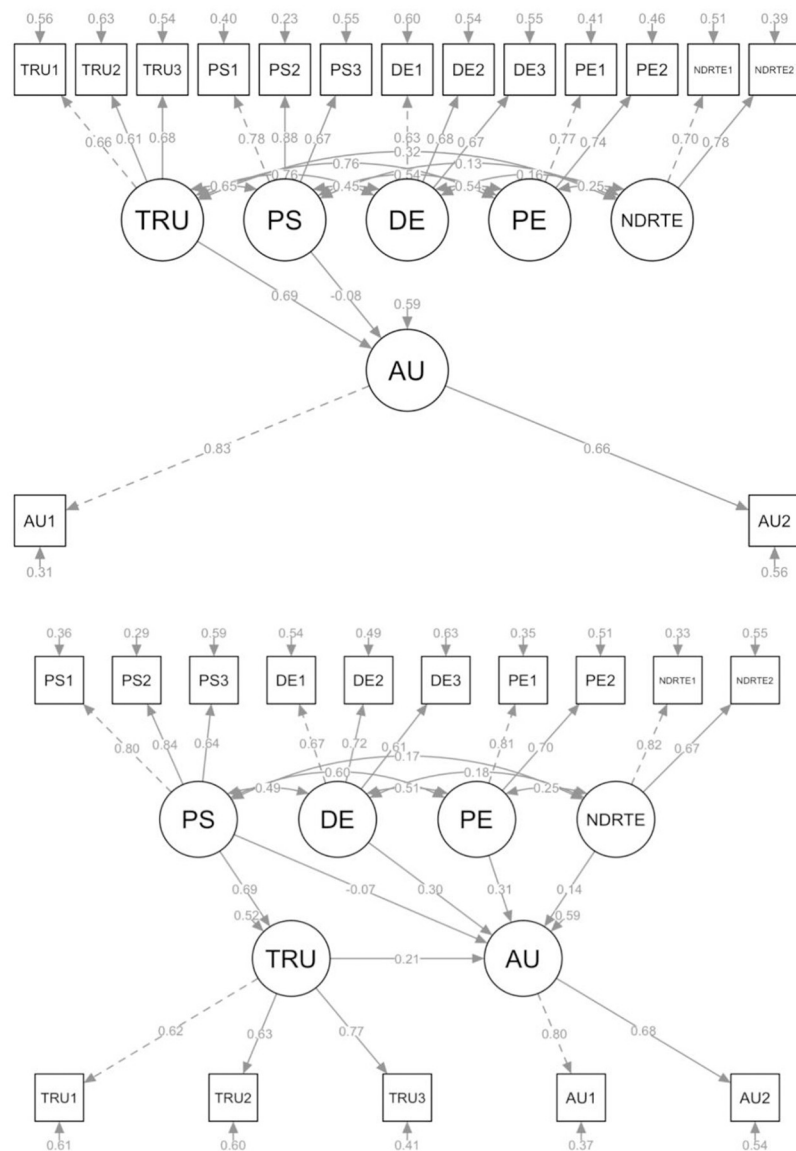 0.56 0.63 0.54 0.40 0.23 0.55 0.60 0.54 0.55 0.41 0.46 0.51 0.39
TRU1 TRU2 TRU3 PS1 PS2 PS3 DE1 DE2 DE3 PE1 PE2 NDRTE1 NDRTE2
0.66 0.61 0.68 0.78 0.88 0.67 0.63 0.68 0.67 0.77 0.74 0.70 0.78
0.32
0.76 0.13
0.76 0.54 0.16
0.65 0.45 0.54 0.25
TRU PS DE PE NDRTE
0.69 -0.08 0.59
AU
0.83 0.66
AU1 AU2
0.31 0.56
0.36 0.29 0.59 0.54 0.49 0.63 0.35 0.51 0.33 0.55
PS1 PS2 PS3 DE1 DE2 DE3 PE1 PE2 NDRTE1 NDRTE2
0.80 0.84 0.64 0.67 0.72 0.61 0.81 0.70 0.82 0.67
0.17
0.60 0.18
0.49 0.51 0.25
PS DE PE NDRTE
0.69 -0.07 0.30 0.31 0.14
0.52 0.59
TRU 0.21 AU
0.62 0.63 0.77 0.80 0.68
TRU1 TRU2 TRU3 AU1 AU2
0.61 0.60 0.41 0.37 0.54